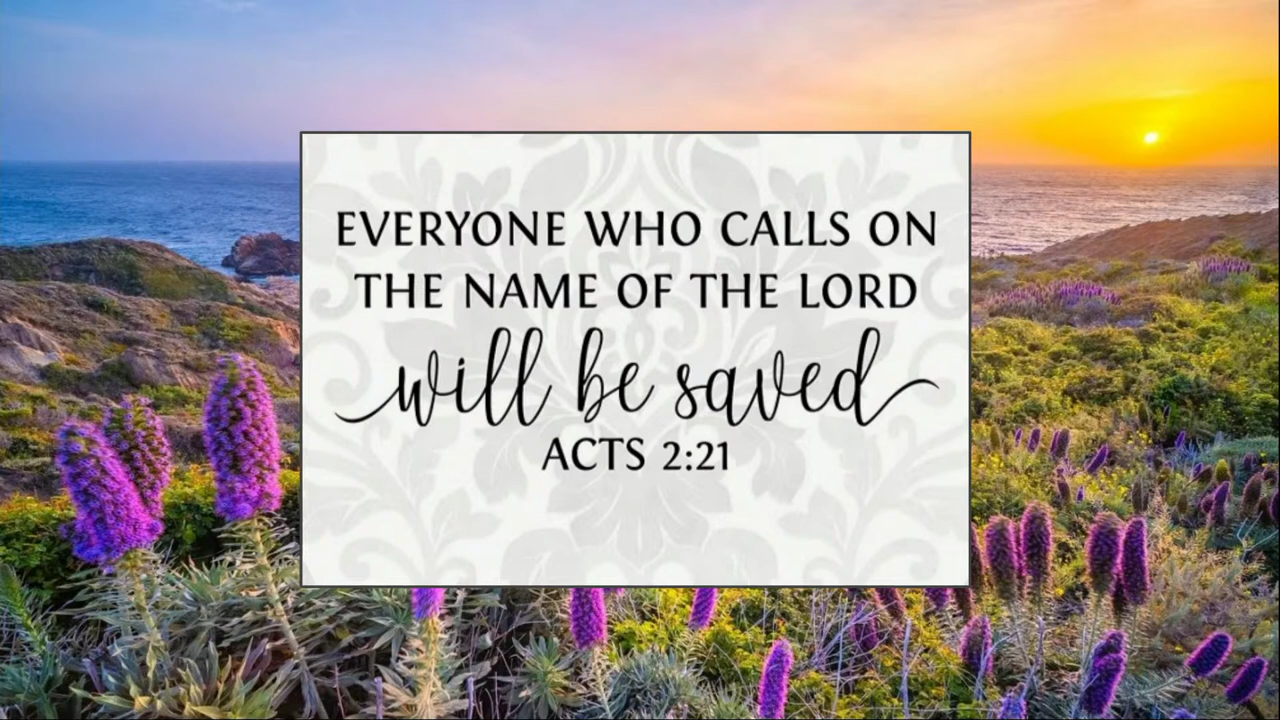 EVERYONE WHO CALLS ON
THE NAME OF THE LORD
will be saved
ACTS 2:21